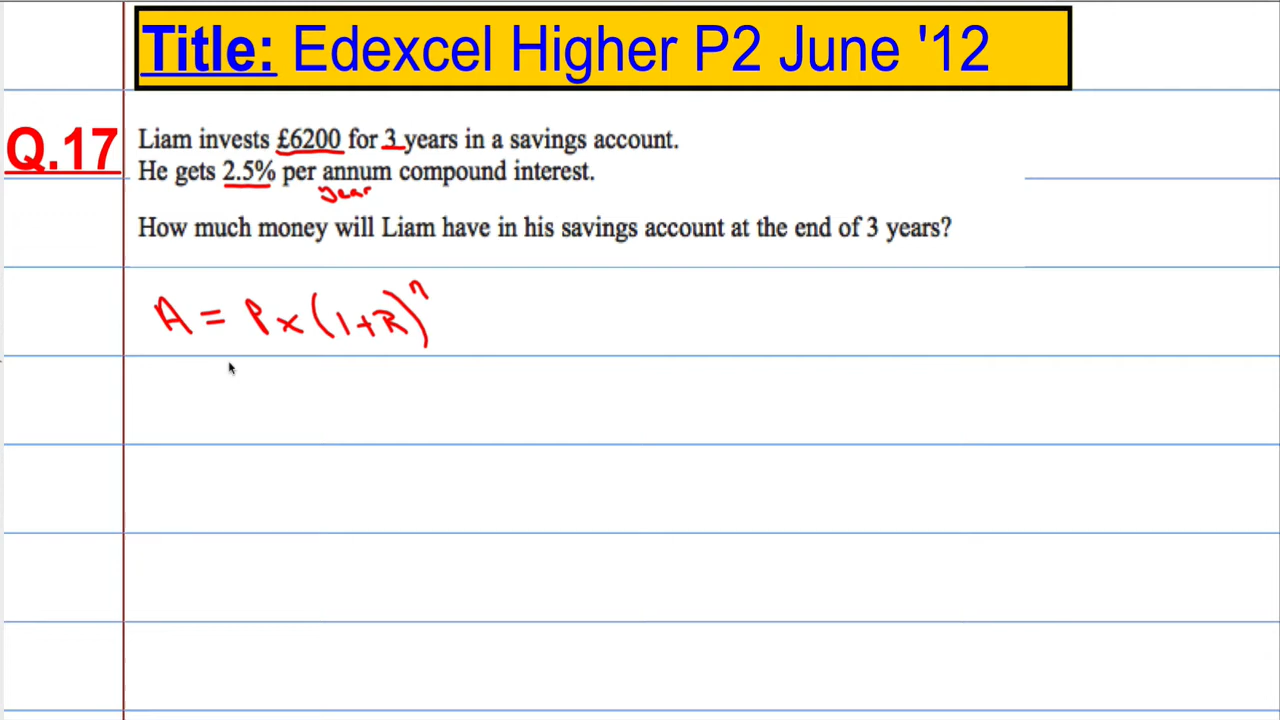 Title: Edexcel Higher P2 June '12
Q.17
Liam invests £6200 for 3 years in a savings account.
He gets 2.5% per annum compound interest.
year
How much money will Liam have in his savings account at the end of 3 years?
A = P x (1+R)^n